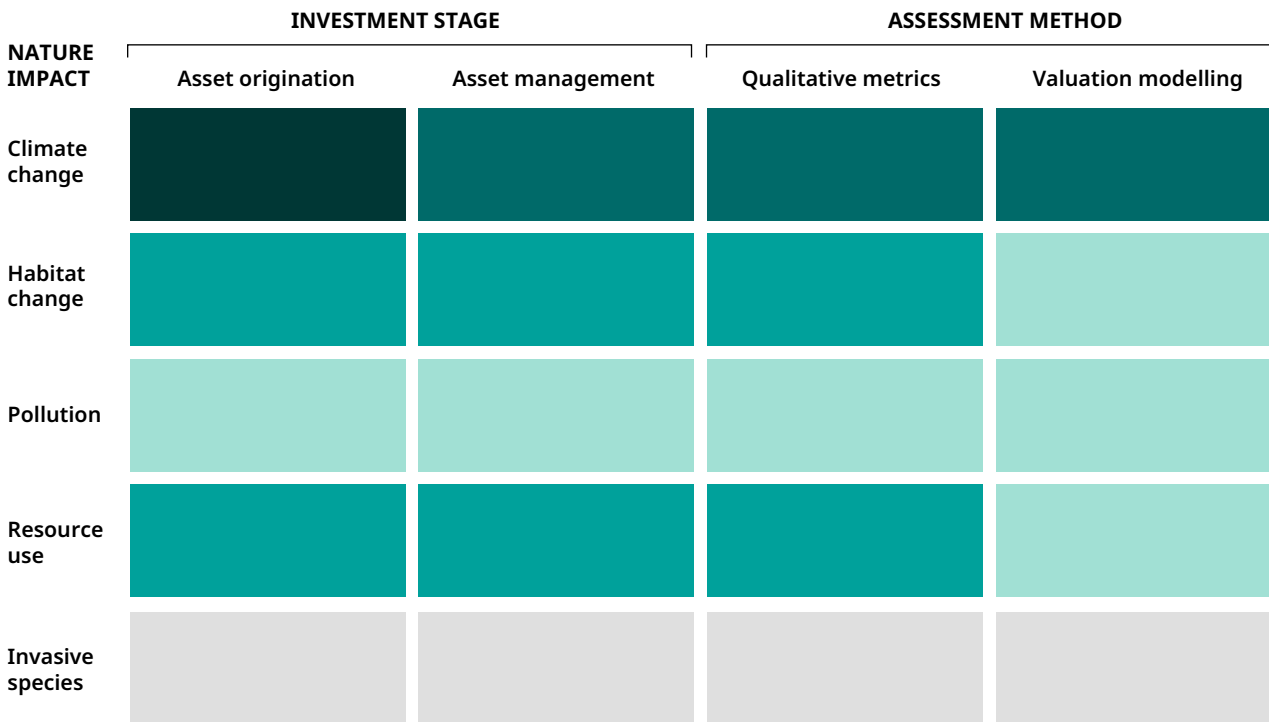 INVESTMENT STAGE
ASSESSMENT METHOD
NATURE
IMPACT
Asset origination
Asset management
Qualitative metrics
Valuation modelling
Climate
change
Habitat
change
Pollution
Resource
use
Invasive
species